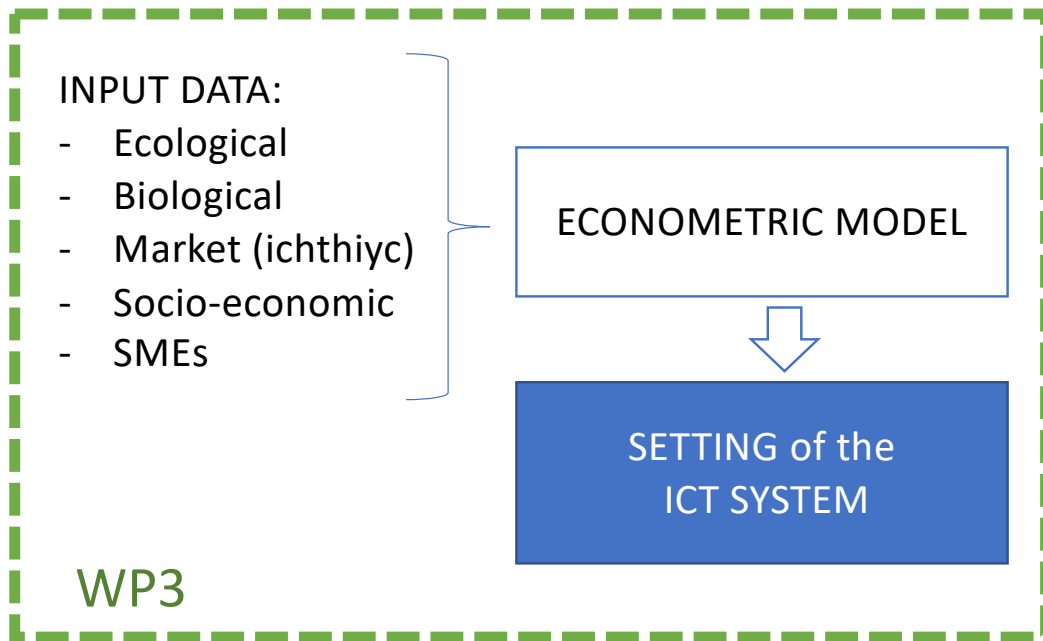 INPUT DATA:
- Ecological
- Biological
- Market (ichthiyc)
- Socio-economic
- SMEs
ECONOMETRIC MODEL
SETTING of the
ICT SYSTEM
WP3